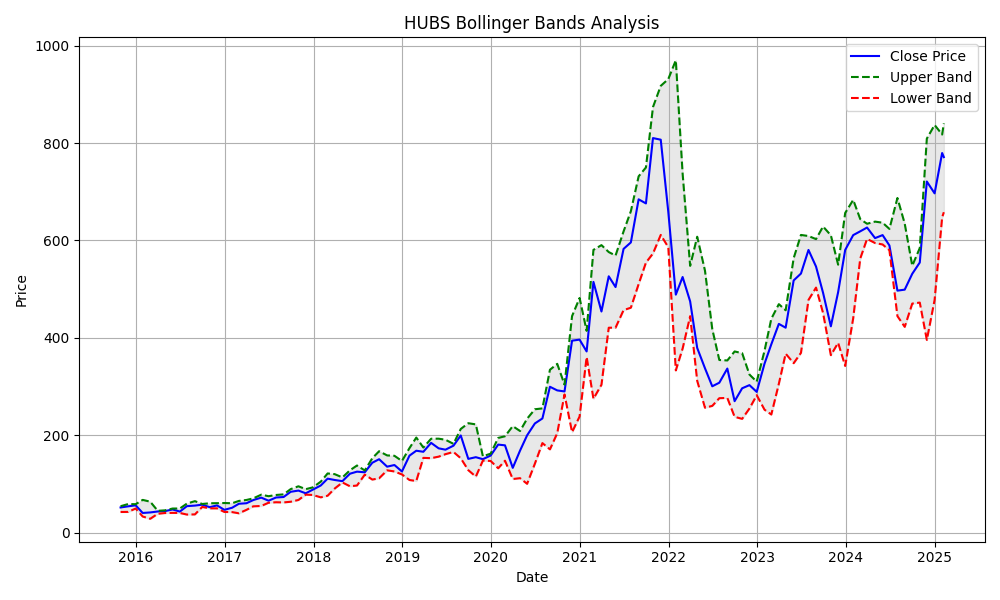 HUBS Bollinger Bands Analysis
Close Price
Upper Band
Lower Band
Price
1000
800
600
400
200
0
2016 2017 2018 2019 2020 2021 2022 2023 2024 2025
Date